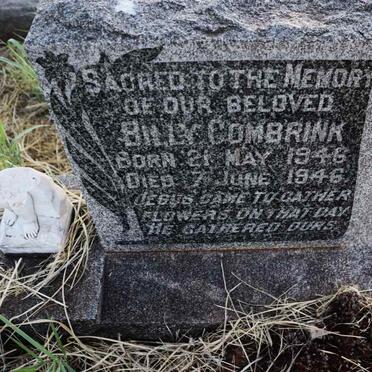 SACRED TO THE MEMORY
OF OUR BELOVED
BILLY COMBRINK
BORN 21 MAY 1946
DIED 7 JUNE 1946
JESUS CAME TO GATHER
FLOWERS ON THAT DAY
HE GATHERED OURS